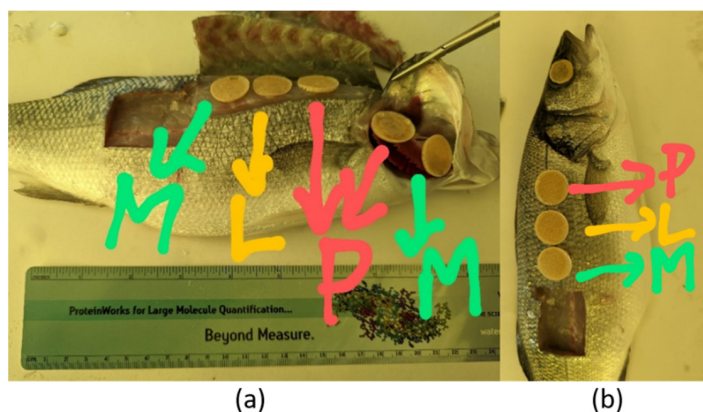 M
L
P
M
P
L
M
ProteinWorks for Large Molecule Quantification...
Beyond Measure.
(a)
(b)